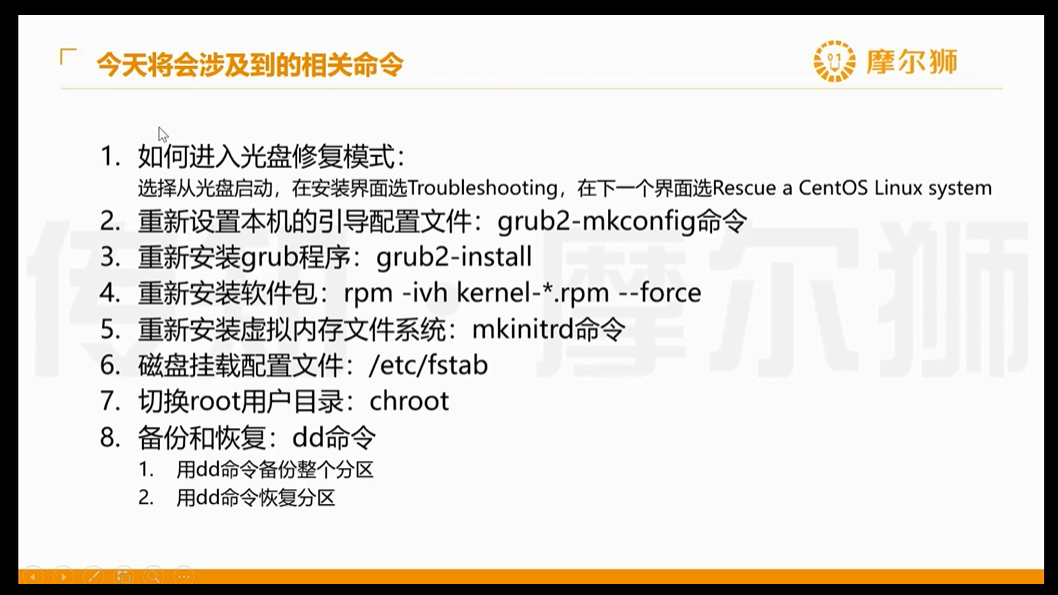 今天将会涉及到的相关命令
摩尔狮
1. 如何进入光盘修复模式：
选择从光盘启动，在安装界面选Troubleshooting，在下一个界面选Rescue a CentOS Linux system
2. 重新设置本机的引导配置文件：grub2-mkconfig命令
3. 重新安装grub程序：grub2-install
4. 重新安装软件包：rpm -ivh kernel-*.rpm --force
5. 重新安装虚拟内存文件系统：mkinitrd命令
6. 磁盘挂载配置文件：/etc/fstab
7. 切换root用户目录：chroot
8. 备份和恢复：dd命令
1. 用dd命令备份整个分区
2. 用dd命令恢复分区
摩尔狮